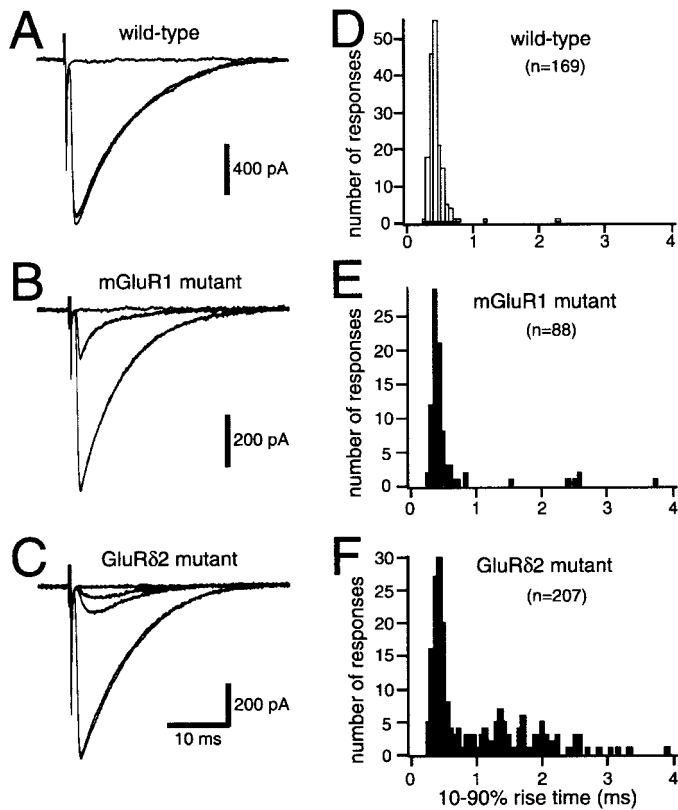 A
wild-type
400 pA
B
mGluR1 mutant
200 pA
C
GluRδ2 mutant
200 pA
10 ms
D
wild-type
(n=169)
number of responses
50
40
30
20
10
0
0 1 2 3 4
E
mGluR1 mutant
(n=88)
number of responses
25
20
15
10
5
0
0 1 2 3 4
F
GluRδ2 mutant
(n=207)
number of responses
30
25
20
15
10
5
0
0 1 2 3 4
10-90% rise time (ms)